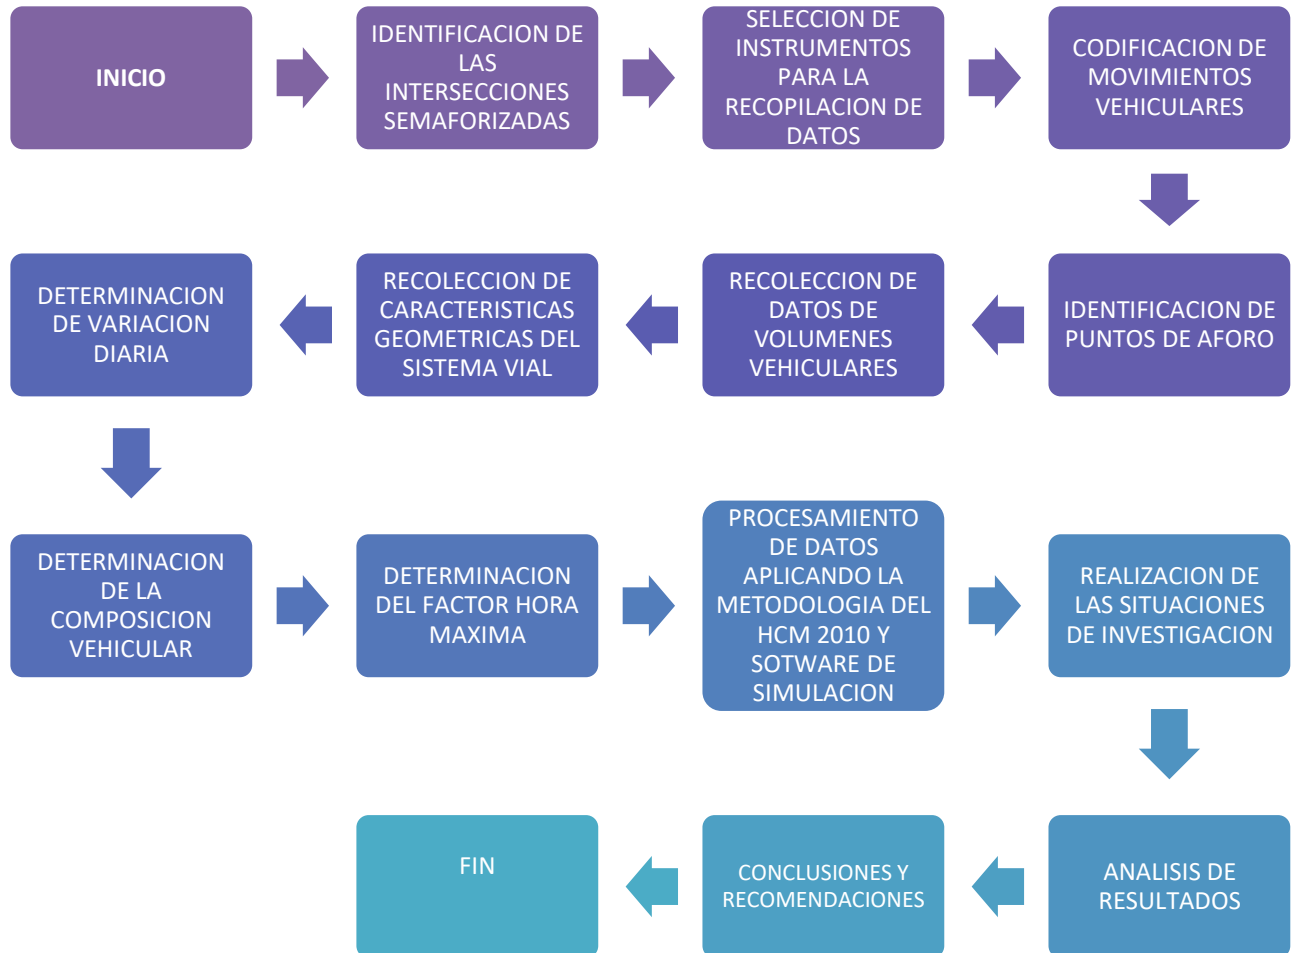 INICIO
IDENTIFICACION DE
LAS
INTERSECCIONES
SEMAFORIZADAS
SELECCION DE
INSTRUMENTOS
PARA LA
RECOPILACION DE
DATOS
CODIFICACION DE
MOVIMIENTOS
VEHICULARES
IDENTIFICACION DE
PUNTOS DE AFORO
RECOLECCION DE
DATOS DE
VOLUMENES
VEHICULARES
RECOLECCION DE
CARACTERISTICAS
GEOMETRICAS DEL
SISTEMA VIAL
DETERMINACION
DE VARIACION
DIARIA
DETERMINACION
DE LA
COMPOSICION
VEHICULAR
DETERMINACION
DEL FACTOR HORA
MAXIMA
PROCESAMIENTO
DE DATOS
APLICANDO LA
METODOLOGIA DEL
HCM 2010 Y
SOTWARE DE
SIMULACION
REALIZACION DE
LAS SITUACIONES
DE INVESTIGACION
ANALISIS DE
RESULTADOS
CONCLUSIONES Y
RECOMENDACIONES
FIN